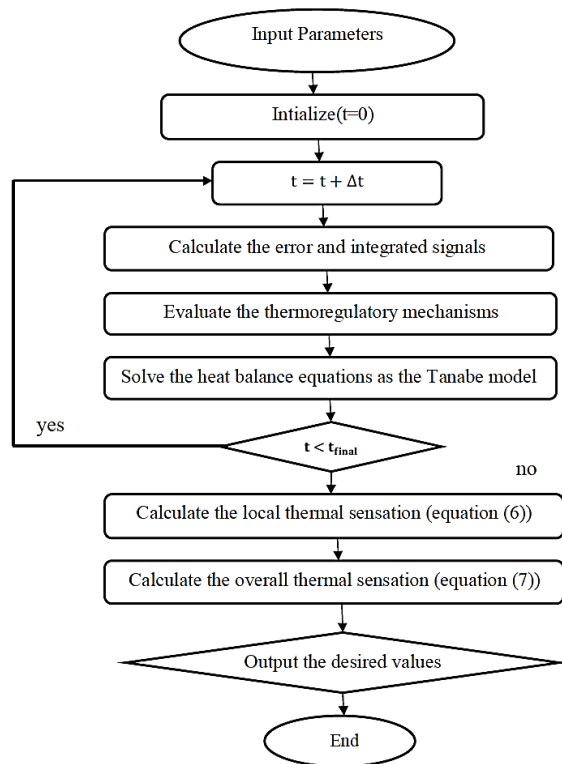 Input Parameters
Intialize(t=0)
t = t + Δt
Calculate the error and integrated signals
Evaluate the thermoregulatory mechanisms
Solve the heat balance equations as the Tanabe model
yes
t < t_final
no
Calculate the local thermal sensation (equation (6))
Calculate the overall thermal sensation (equation (7))
Output the desired values
End